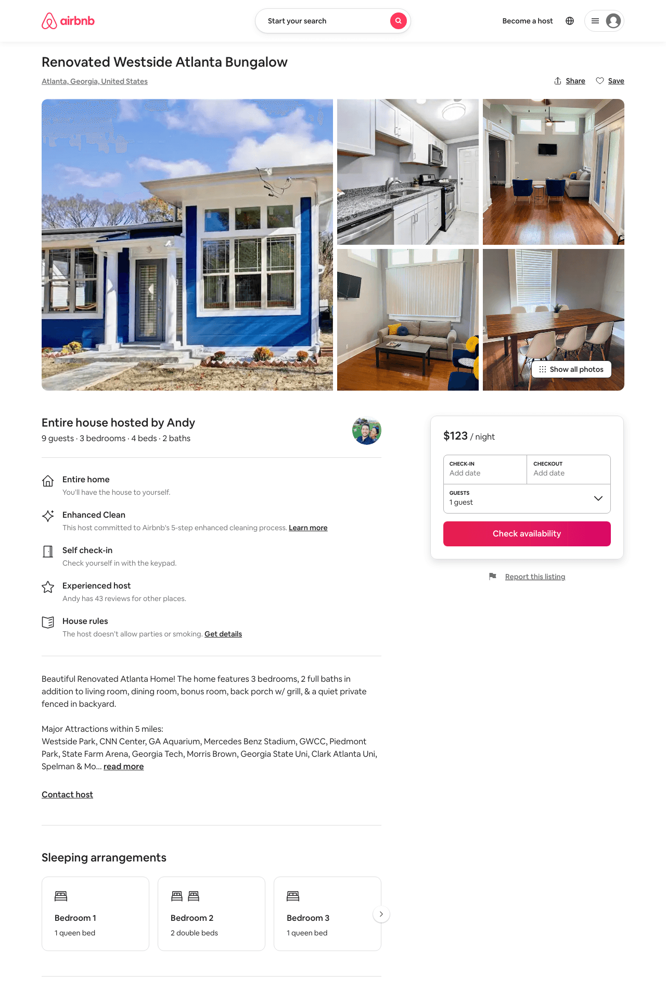 airbnb
Start your search
Become a host
Renovated Westside Atlanta Bungalow
Atlanta, Georgia, United States
Share
Save
Show all photos
Entire house hosted by Andy
9 guests · 3 bedrooms · 4 beds · 2 baths
Entire home
You’ll have the house to yourself.
Enhanced Clean
This host committed to Airbnb's 5-step enhanced cleaning process. Learn more
Self check-in
Check yourself in with the keypad.
Experienced host
Andy has 43 reviews for other places.
House rules
The host doesn’t allow parties or smoking. Get details
$123 / night
CHECK-IN
Add date
CHECKOUT
Add date
GUESTS
1 guest
Check availability
Report this listing
Beautiful Renovated Atlanta Home! The home features 3 bedrooms, 2 full baths in
addition to living room, dining room, bonus room, back porch w/ grill, & a quiet private
fenced in backyard.
Major Attractions within 5 miles:
Westside Park, CNN Center, GA Aquarium, Mercedes Benz Stadium, GWCC, Piedmont
Park, State Farm Arena, Georgia Tech, Morris Brown, Georgia State Uni, Clark Atlanta Uni,
Spelman & Mo... read more
Contact host
Sleeping arrangements
Bedroom 1
1 queen bed
Bedroom 2
2 double beds
Bedroom 3
1 queen bed